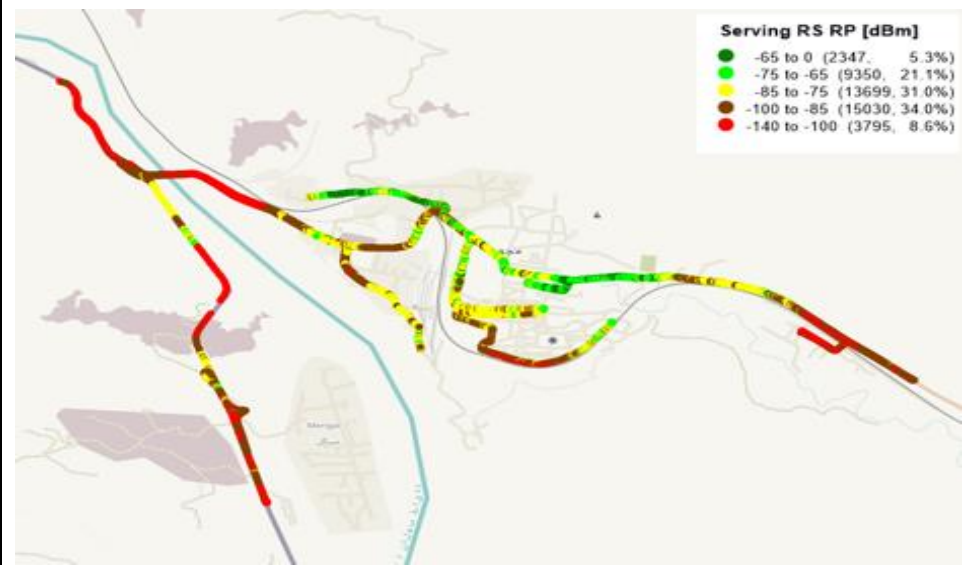 Serving RS RP [dBm]
-65 to 0 (2347, 5.3%)
-75 to -65 (9350, 21.1%)
-85 to -75 (13699, 31.0%)
-100 to -85 (15030, 34.0%)
-140 to -100 (3795, 8.6%)